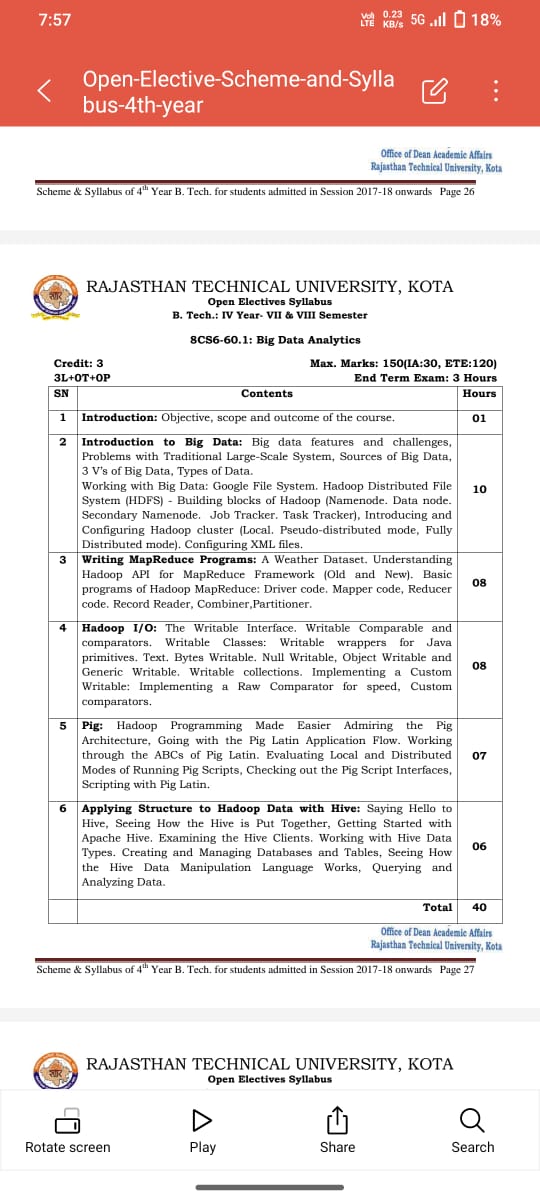 7:57
Vo) LTE 0.23 KB/s 5G 18%
Open-Elective-Scheme-and-Sylla
bus-4th-year
Office of Dean Academic Affairs
Rajasthan Technical University, Kota
Scheme & Syllabus of 4th Year B. Tech. for students admitted in Session 2017-18 onwards Page 26
RAJASTHAN TECHNICAL UNIVERSITY, KOTA
Open Electives Syllabus
B. Tech.: IV Year- VII & VIII Semester
8CS6-60.1: Big Data Analytics
Credit: 3 Max. Marks: 150(IA:30, ETE:120)
3L+0T+0P End Term Exam: 3 Hours
SN Contents Hours
1 Introduction: Objective, scope and outcome of the course. 01
2 Introduction to Big Data: Big data features and challenges,
Problems with Traditional Large-Scale System, Sources of Big Data,
3 V's of Big Data, Types of Data.
Working with Big Data: Google File System. Hadoop Distributed File
System (HDFS) - Building blocks of Hadoop (Namenode. Data node. 10
Secondary Namenode. Job Tracker. Task Tracker), Introducing and
Configuring Hadoop cluster (Local. Pseudo-distributed mode, Fully
Distributed mode). Configuring XML files.
3 Writing MapReduce Programs: A Weather Dataset. Understanding
Hadoop API for MapReduce Framework (Old and New). Basic
programs of Hadoop MapReduce: Driver code. Mapper code, Reducer 08
code. Record Reader, Combiner,Partitioner.
4 Hadoop I/O: The Writable Interface. Writable Comparable and
comparators. Writable Classes: Writable wrappers for Java
primitives. Text. Bytes Writable. Null Writable, Object Writable and
Generic Writable. Writable collections. Implementing a Custom 08
Writable: Implementing a Raw Comparator for speed, Custom
comparators.
5 Pig: Hadoop Programming Made Easier Admiring the Pig
Architecture, Going with the Pig Latin Application Flow. Working
through the ABCs of Pig Latin. Evaluating Local and Distributed 07
Modes of Running Pig Scripts, Checking out the Pig Script Interfaces,
Scripting with Pig Latin.
6 Applying Structure to Hadoop Data with Hive: Saying Hello to
Hive, Seeing How the Hive is Put Together, Getting Started with
Apache Hive. Examining the Hive Clients. Working with Hive Data
Types. Creating and Managing Databases and Tables, Seeing How 06
the Hive Data Manipulation Language Works, Querying and
Analyzing Data.
Total 40
Office of Dean Academic Affairs
Rajasthan Technical University, Kota
Scheme & Syllabus of 4th Year B. Tech. for students admitted in Session 2017-18 onwards Page 27
RAJASTHAN TECHNICAL UNIVERSITY, KOTA
Open Electives Syllabus
Rotate screen Play Share Search